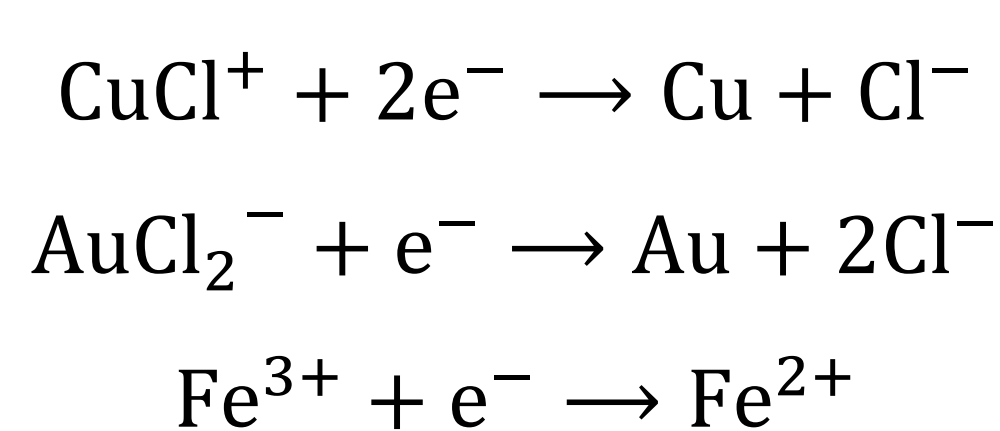 CuCl⁺ + 2e⁻ ⟶ Cu + Cl⁻
AuCl₂⁻ + e⁻ ⟶ Au + 2Cl⁻
Fe³⁺ + e⁻ ⟶ Fe²⁺